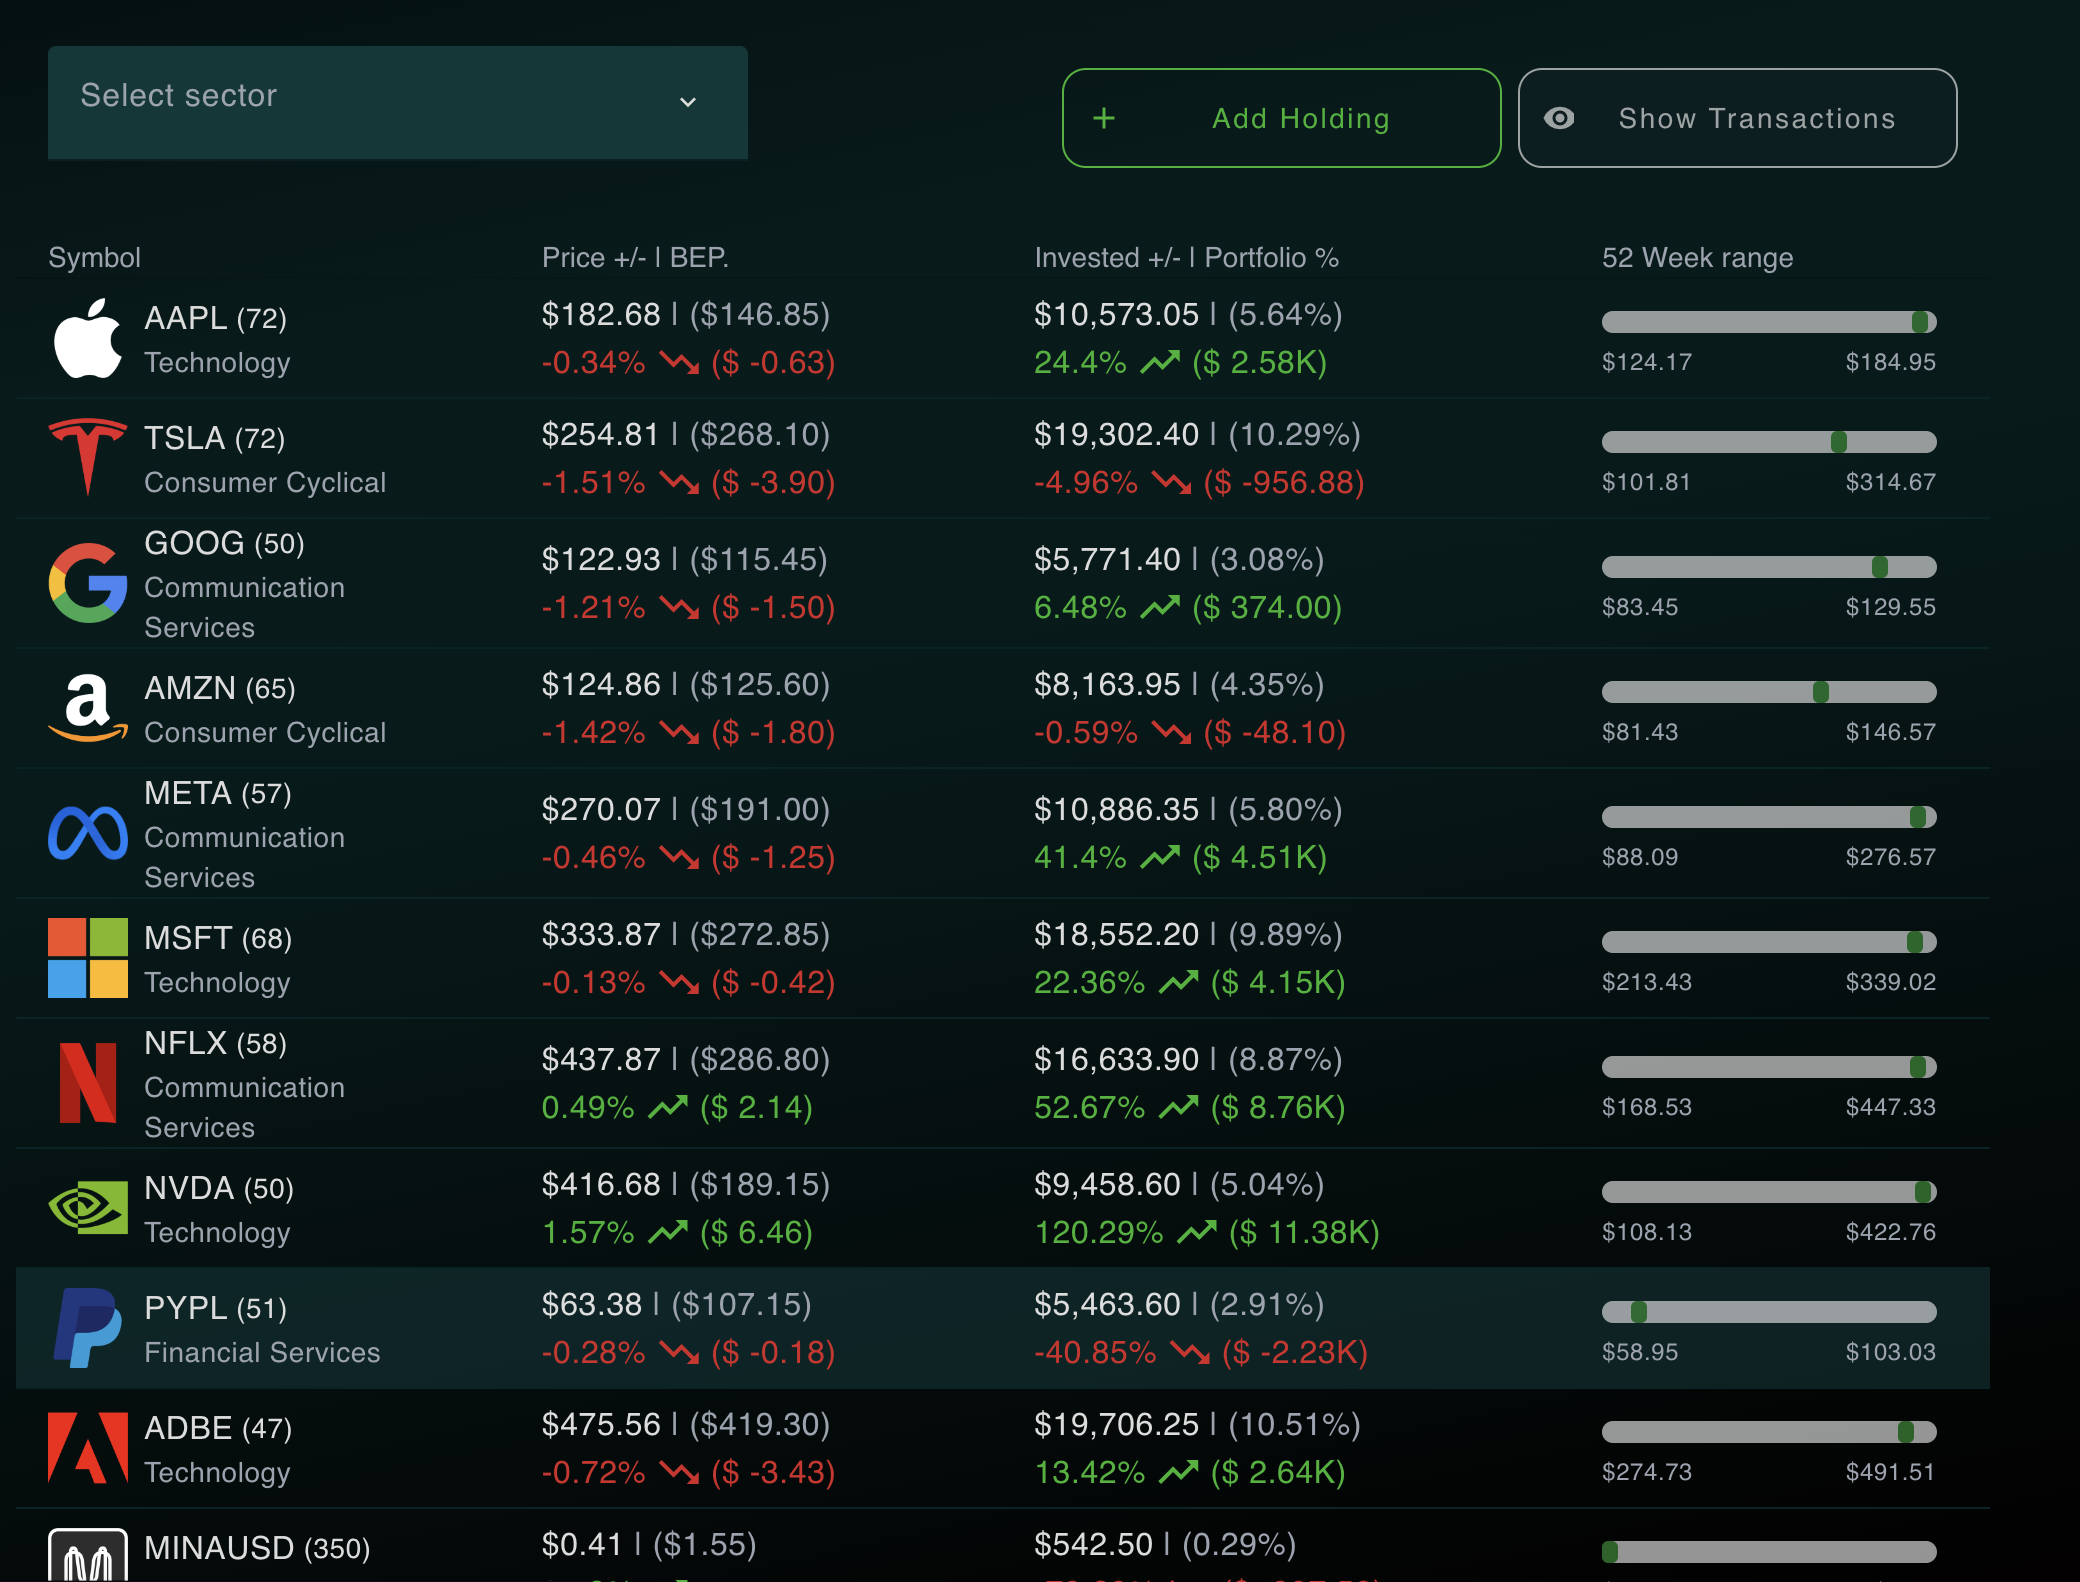 Select sector
+ Add Holding
Show Transactions
Symbol Price +/- | BEP. Invested +/- | Portfolio % 52 Week range
AAPL (72) $182.68 | ($146.85) $10,573.05 | (5.64%)
Technology -0.34% ($ -0.63) 24.4% ($ 2.58K) $124.17 $184.95
TSLA (72) $254.81 | ($268.10) $19,302.40 | (10.29%)
Consumer Cyclical -1.51% ($ -3.90) -4.96% ($ -956.88) $101.81 $314.67
GOOG (50) $122.93 | ($115.45) $5,771.40 | (3.08%)
Communication
Services -1.21% ($ -1.50) 6.48% ($ 374.00) $83.45 $129.55
AMZN (65) $124.86 | ($125.60) $8,163.95 | (4.35%)
Consumer Cyclical -1.42% ($ -1.80) -0.59% ($ -48.10) $81.43 $146.57
META (57) $270.07 | ($191.00) $10,886.35 | (5.80%)
Communication
Services -0.46% ($ -1.25) 41.4% ($ 4.51K) $88.09 $276.57
MSFT (68) $333.87 | ($272.85) $18,552.20 | (9.89%)
Technology -0.13% ($ -0.42) 22.36% ($ 4.15K) $213.43 $339.02
NFLX (58) $437.87 | ($286.80) $16,633.90 | (8.87%)
Communication
Services 0.49% ($ 2.14) 52.67% ($ 8.76K) $168.53 $447.33
NVDA (50) $416.68 | ($189.15) $9,458.60 | (5.04%)
Technology 1.57% ($ 6.46) 120.29% ($ 11.38K) $108.13 $422.76
PYPL (51) $63.38 | ($107.15) $5,463.60 | (2.91%)
Financial Services -0.28% ($ -0.18) -40.85% ($ -2.23K) $58.95 $103.03
ADBE (47) $475.56 | ($419.30) $19,706.25 | (10.51%)
Technology -0.72% ($ -3.43) 13.42% ($ 2.64K) $274.73 $491.51
MINAUSD (350) $0.41 | ($1.55) $542.50 | (0.29%)